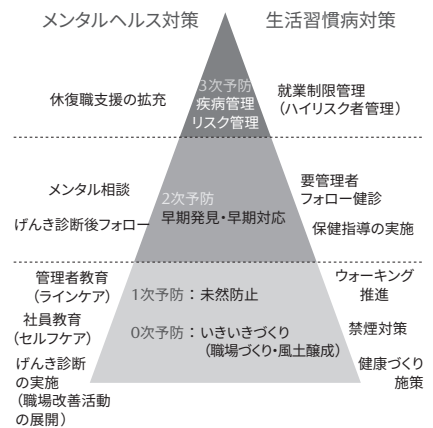 メンタルヘルス対策
生活習慣病対策
3次予防
疾病管理
リスク管理
休復職支援の拡充
就業制限管理
（ハイリスク者管理）
メンタル相談
げんき診断後フォロー
2次予防
早期発見・早期対応
要管理者
フォロー健診
保健指導の実施
管理者教育
（ラインケア）
社員教育
（セルフケア）
げんき診断
の実施
（職場改善活動
の展開）
1次予防：未然防止
0次予防：いきいきづくり
（職場づくり・風土醸成）
ウォーキング
推進
禁煙対策
健康づくり
施策